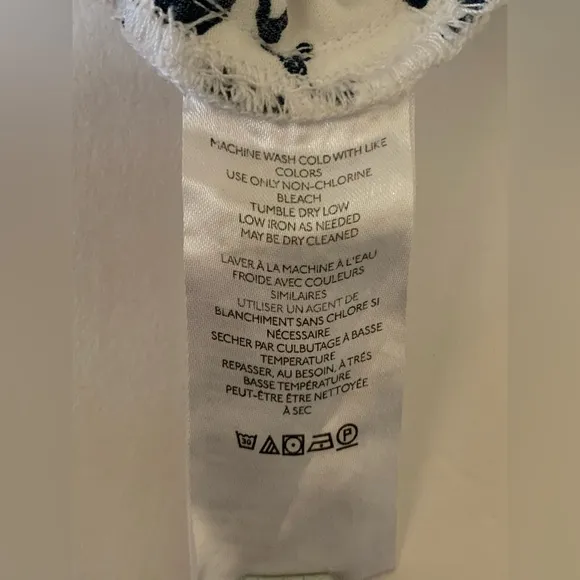 MACHINE WASH COLD WITH LIKE
COLORS
USE ONLY NON-CHLORINE
BLEACH
TUMBLE DRY LOW
LOW IRON AS NEEDED
MAY BE DRY CLEANED
LAVER À LA MACHINE À L'EAU
FROIDE AVEC COULEURS
SIMILAIRES
UTILISER UN AGENT DE
BLANCHIMENT SANS CHLORE SI
NÉCESSAIRE
SECHER PAR CULBUTAGE À BASSE
TEMPERATURE
REPASSER, AU BESOIN, À TRÈS
BASSE TEMPÉRATURE
PEUT-ÊTRE ÊTRE NETTOYÉE
À SEC
30 P